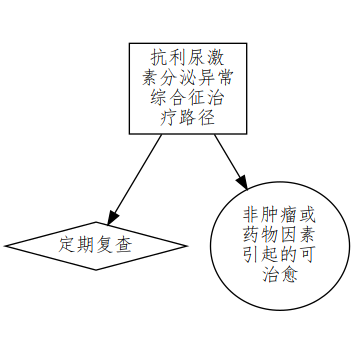 抗利尿激
素分泌异常
综合征治
疗路径
定期复查
非肿瘤或
药物因素
引起的可
治愈